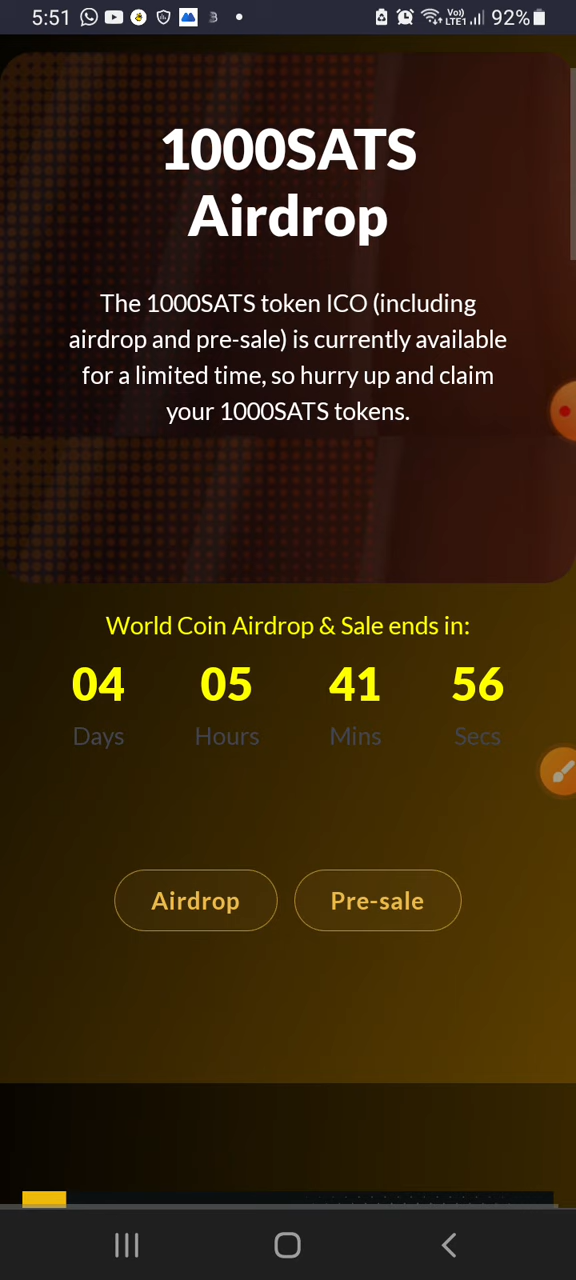 5:51
Vo)) LTE1 92%
1000SATS
Airdrop
The 1000SATS token ICO (including
airdrop and pre-sale) is currently available
for a limited time, so hurry up and claim
your 1000SATS tokens.
World Coin Airdrop & Sale ends in:
04 05 41 56
Days Hours Mins Secs
Airdrop Pre-sale